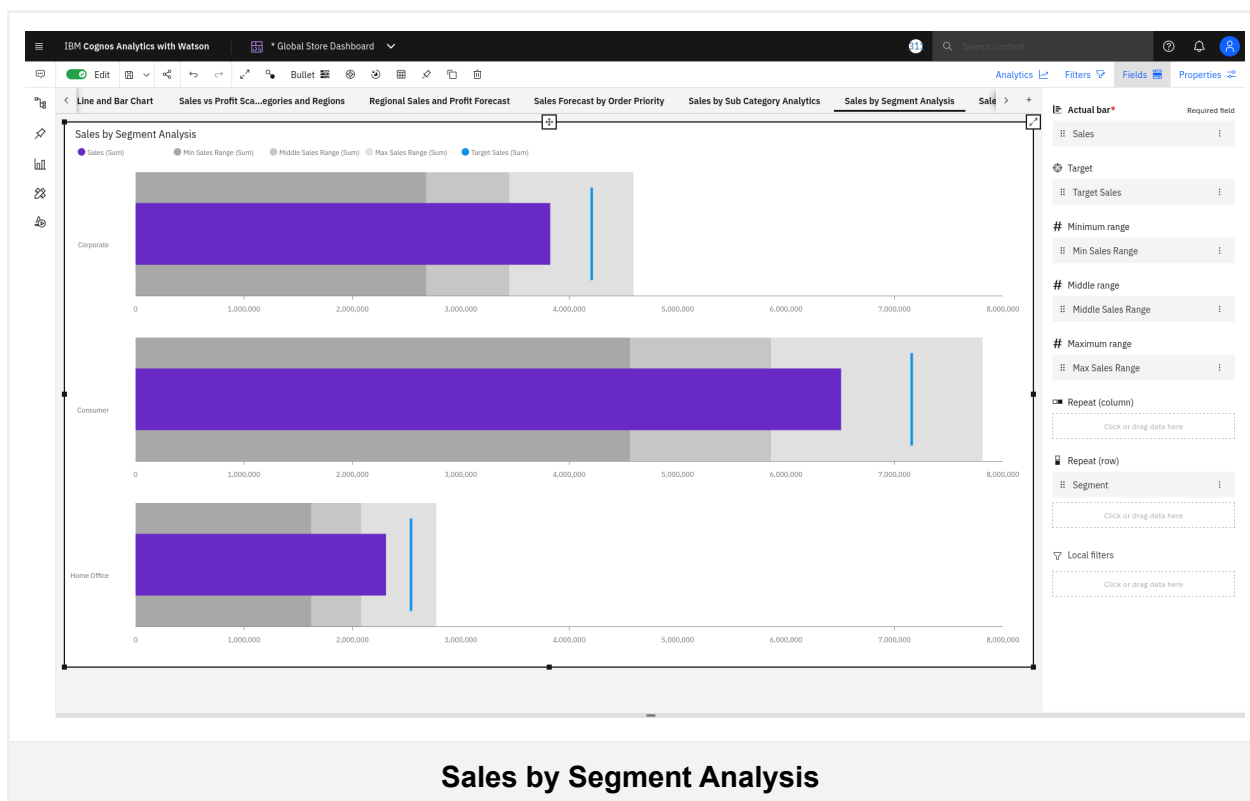 IBM Cognos Analytics with Watson
* Global Store Dashboard
Search content
Edit
Bullet
Analytics
Filters
Fields
Properties
Line and Bar Chart
Sales vs Profit Sca...egories and Regions
Regional Sales and Profit Forecast
Sales Forecast by Order Priority
Sales by Sub Category Analytics
Sales by Segment Analysis
Sale
Sales by Segment Analysis
Sales (Sum)
Min Sales Range (Sum)
Middle Sales Range (Sum)
Max Sales Range (Sum)
Target Sales (Sum)
Corporate
0 1,000,000 2,000,000 3,000,000 4,000,000 5,000,000 6,000,000 7,000,000 8,000,000
Consumer
0 1,000,000 2,000,000 3,000,000 4,000,000 5,000,000 6,000,000 7,000,000 8,000,000
Home Office
0 1,000,000 2,000,000 3,000,000 4,000,000 5,000,000 6,000,000 7,000,000 8,000,000
Actual bar*
Required field
Sales
Target
Target Sales
# Minimum range
Min Sales Range
# Middle range
Middle Sales Range
# Maximum range
Max Sales Range
Repeat (column)
Click or drag data here
Repeat (row)
Segment
Click or drag data here
Local filters
Click or drag data here
Sales by Segment Analysis